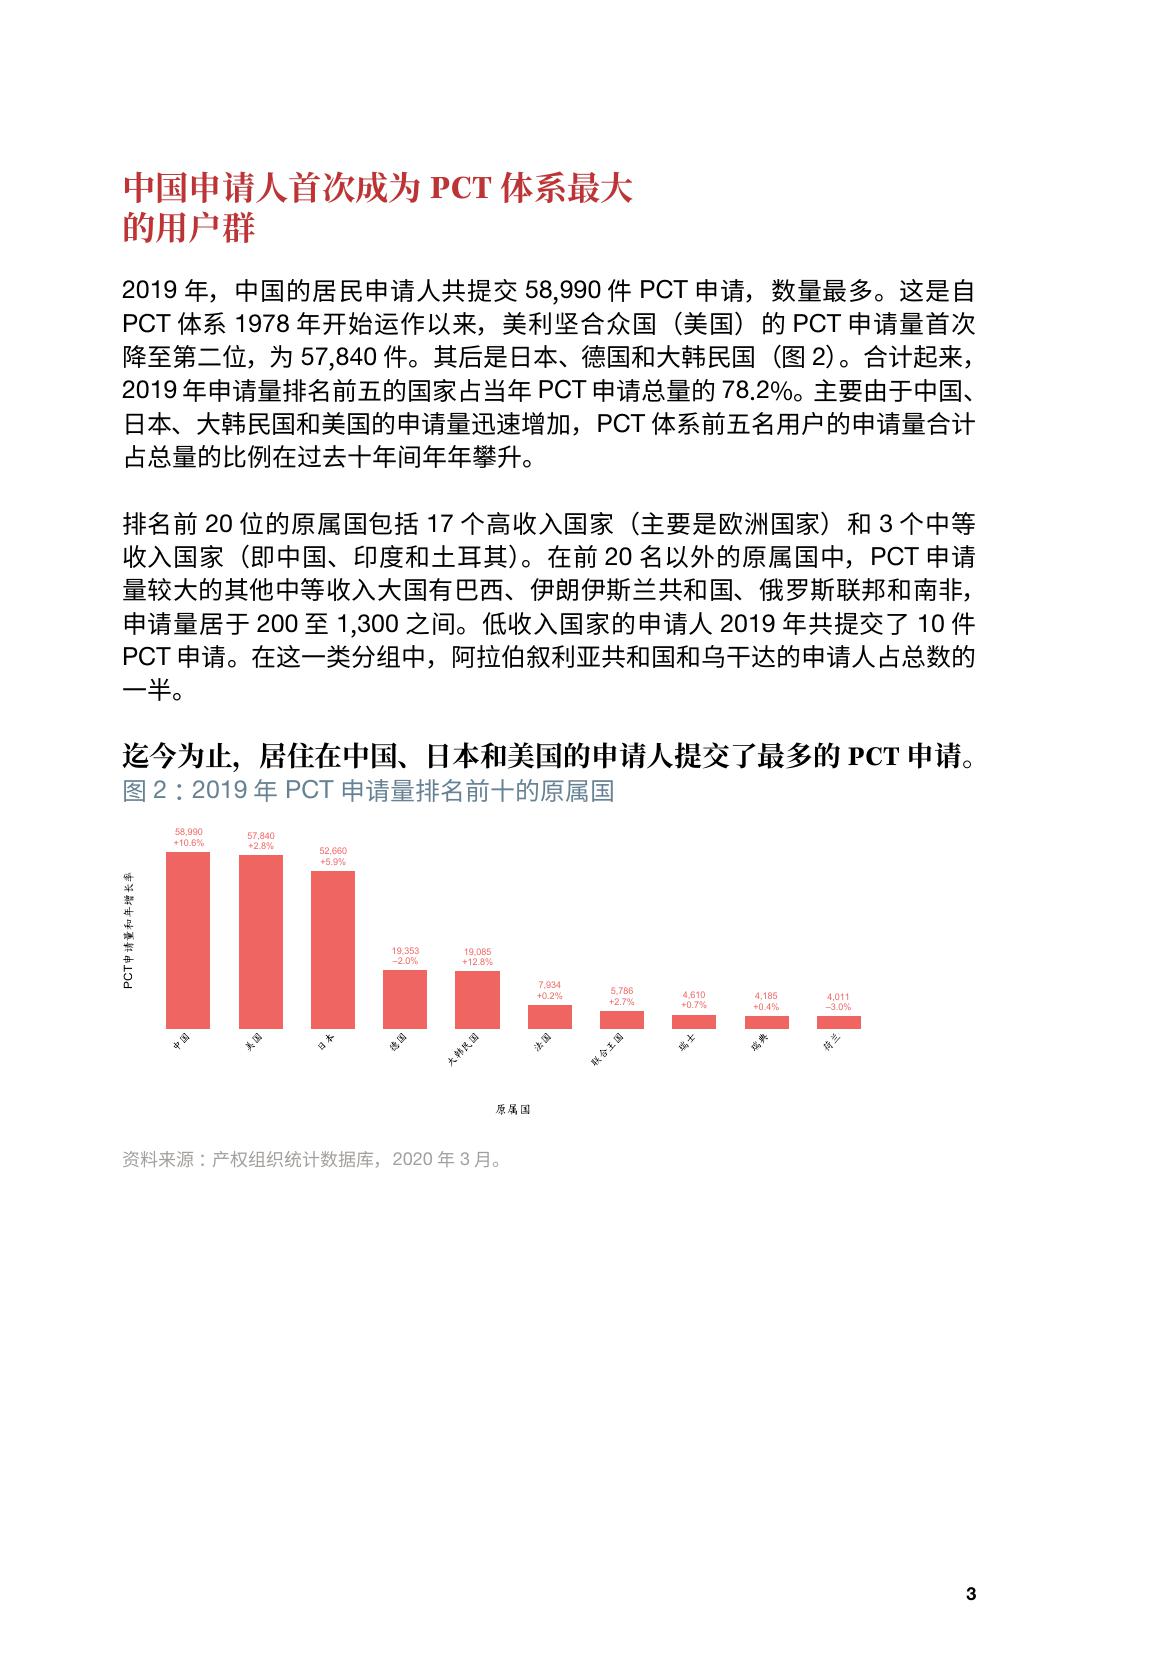 中国申请人首次成为 PCT 体系最大
的用户群
2019 年，中国的居民申请人共提交 58,990 件 PCT 申请，数量最多。这是自
PCT 体系 1978 年开始运作以来，美利坚合众国（美国）的 PCT 申请量首次
降至第二位，为 57,840 件。其后是日本、德国和大韩民国（图 2）。合计起来，
2019 年申请量排名前五的国家占当年 PCT 申请总量的 78.2%。主要由于中国、
日本、大韩民国和美国的申请量迅速增加，PCT 体系前五名用户的申请量合计
占总量的比例在过去十年间年年攀升。
排名前 20 位的原属国包括 17 个高收入国家（主要是欧洲国家）和 3 个中等
收入国家（即中国、印度和土耳其）。在前 20 名以外的原属国中，PCT 申请
量较大的其他中等收入大国有巴西、伊朗伊斯兰共和国、俄罗斯联邦和南非，
申请量居于 200 至 1,300 之间。低收入国家的申请人 2019 年共提交了 10 件
PCT 申请。在这一类分组中，阿拉伯叙利亚共和国和乌干达的申请人占总数的
一半。
迄今为止，居住在中国、日本和美国的申请人提交了最多的 PCT 申请。
图 2：2019 年 PCT 申请量排名前十的原属国
PCT申请量和年增长率
58,990
+10.6%
57,840
+2.8%
52,660
+5.9%
19,353
–2.0%
19,085
+12.8%
7,934
+0.2%
5,786
+2.7%
4,610
+0.7%
4,185
+0.4%
4,011
–3.0%
中国
美国
日本
德国
大韩民国
法国
联合王国
瑞士
瑞典
荷兰
原属国
资料来源：产权组织统计数据库，2020 年 3 月。
3